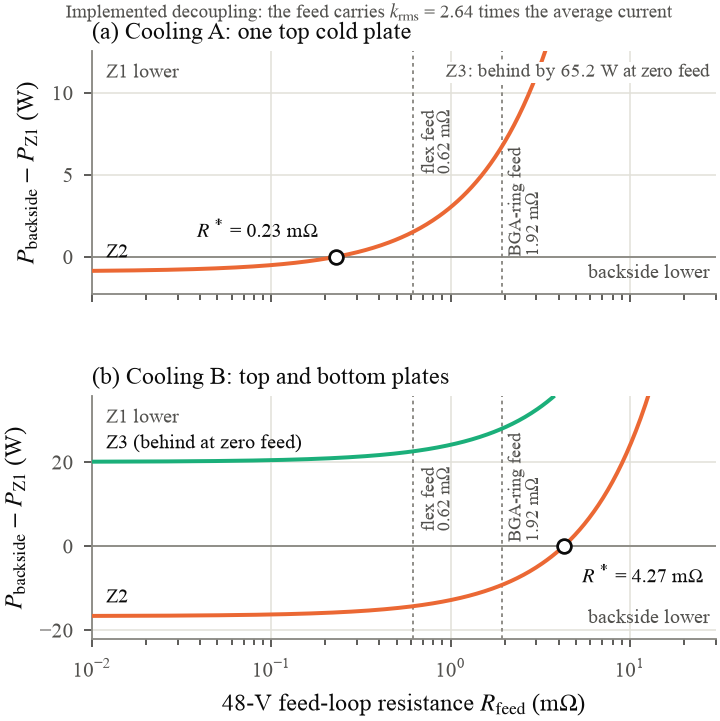 Implemented decoupling: the feed carries k_rms = 2.64 times the average current
(a) Cooling A: one top cold plate
Z1 lower
Z3: behind by 65.2 W at zero feed
10
5
0
P_backside − P_Z1 (W)
flex feed
0.62 mΩ
BGA-ring feed
1.92 mΩ
R* = 0.23 mΩ
Z2
backside lower
(b) Cooling B: top and bottom plates
Z1 lower
Z3 (behind at zero feed)
20
0
−20
P_backside − P_Z1 (W)
flex feed
0.62 mΩ
BGA-ring feed
1.92 mΩ
R* = 4.27 mΩ
Z2
backside lower
10⁻² 10⁻¹ 10⁰ 10¹
48-V feed-loop resistance R_feed (mΩ)